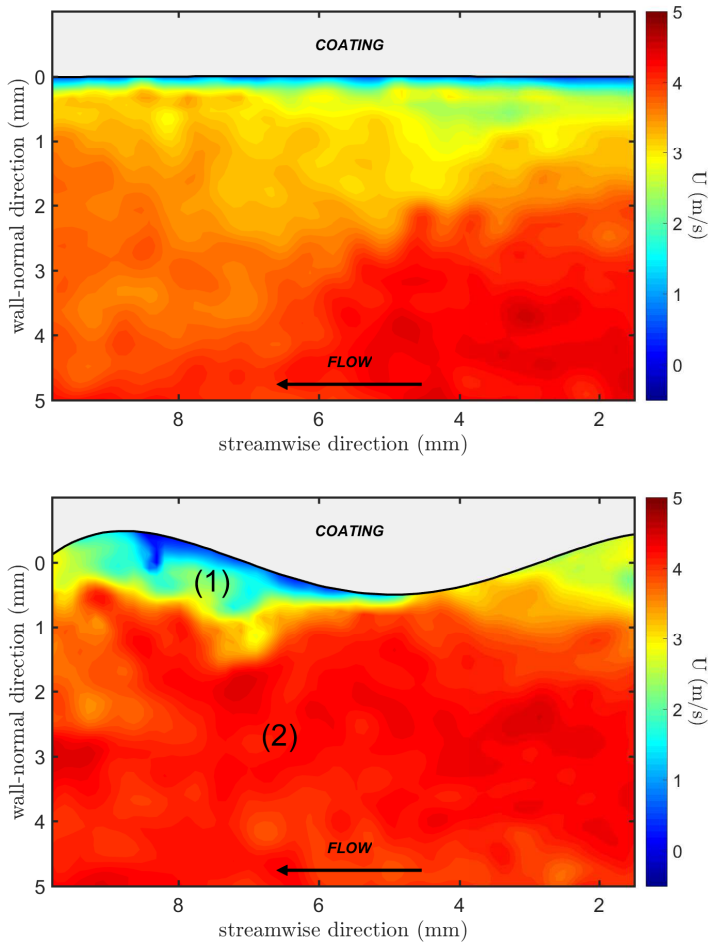 COATING
0
1
2
3
4
5
wall-normal direction (mm)
FLOW
8 6 4 2
streamwise direction (mm)
5
4
3
2
1
0
U (m/s)
COATING
(1)
(2)
0
1
2
3
4
5
wall-normal direction (mm)
FLOW
8 6 4 2
streamwise direction (mm)
5
4
3
2
1
0
U (m/s)